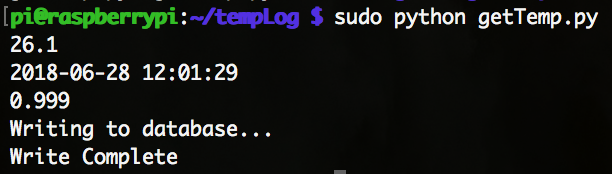 pi@raspberrypi:~/tempLog $ sudo python getTemp.py
26.1
2018-06-28 12:01:29
0.999
Writing to database...
Write Complete